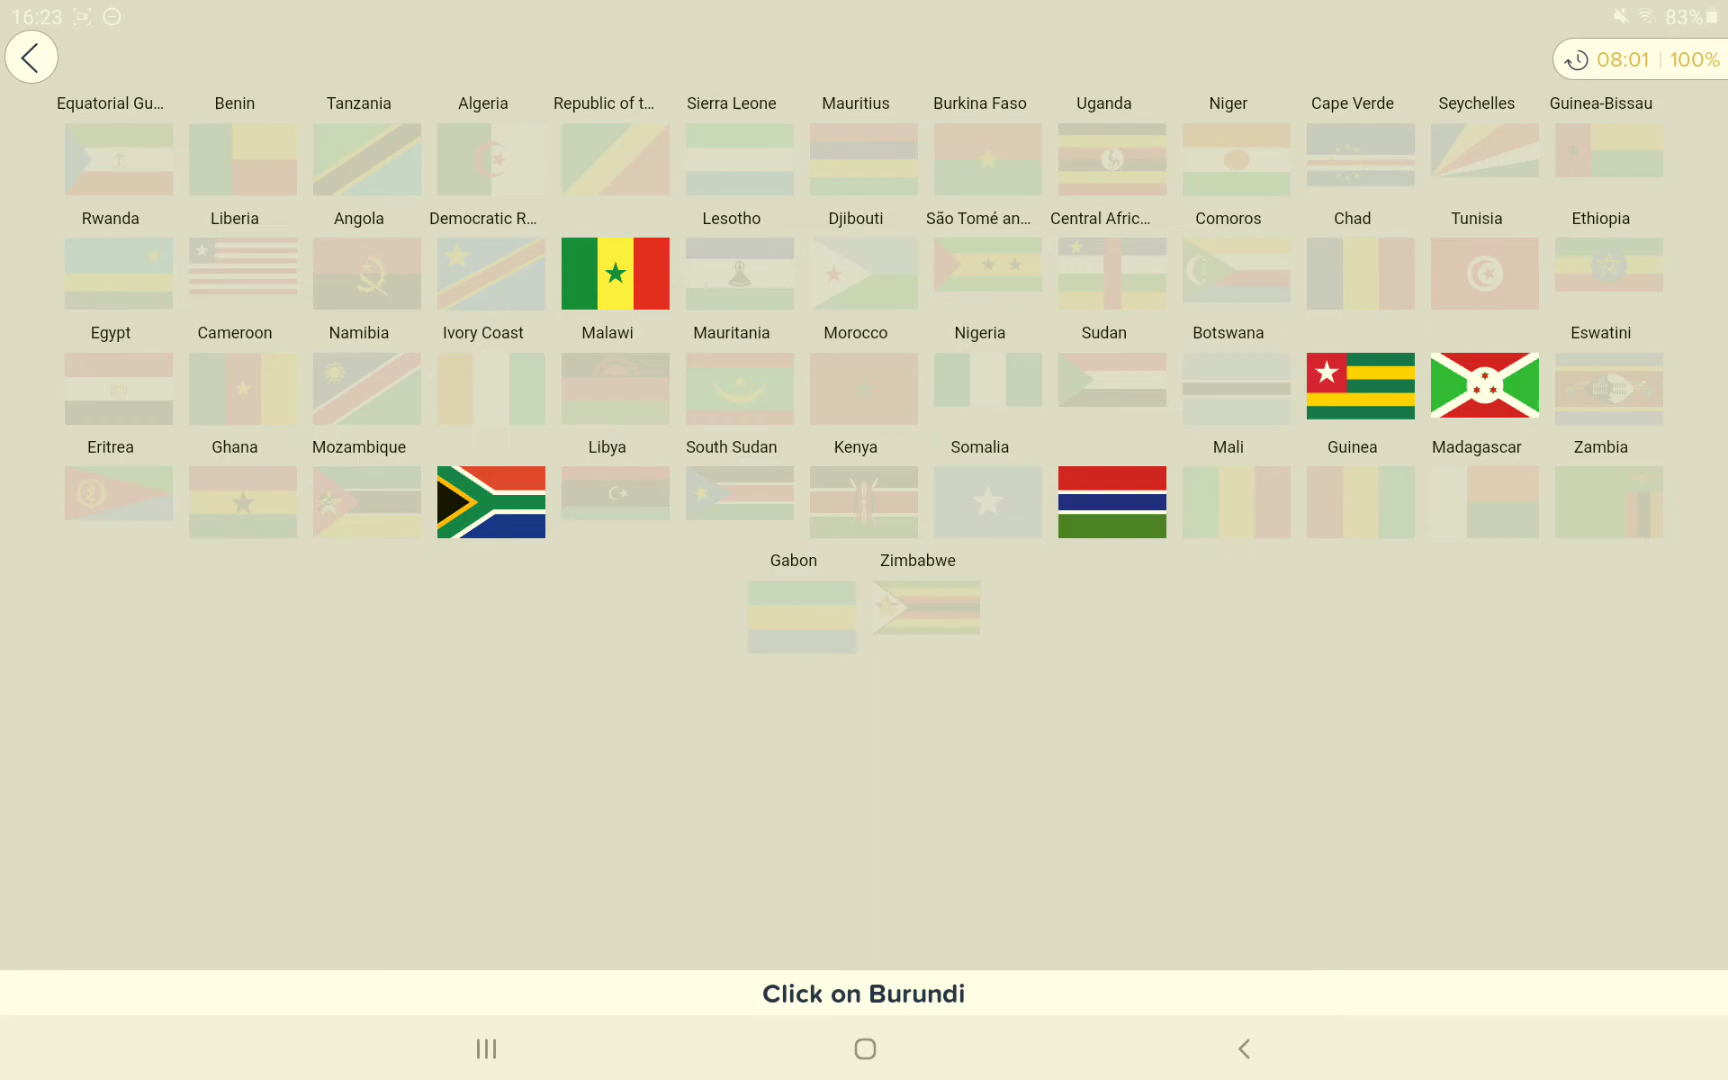 16:23
83%
08:01 | 100%
Equatorial Gu... Benin Tanzania Algeria Republic of t... Sierra Leone Mauritius Burkina Faso Uganda Niger Cape Verde Seychelles Guinea-Bissau
Rwanda Liberia Angola Democratic R... Lesotho Djibouti São Tomé an... Central Afric... Comoros Chad Tunisia Ethiopia
Egypt Cameroon Namibia Ivory Coast Malawi Mauritania Morocco Nigeria Sudan Botswana Eswatini
Eritrea Ghana Mozambique Libya South Sudan Kenya Somalia Mali Guinea Madagascar Zambia
Gabon Zimbabwe
Click on Burundi